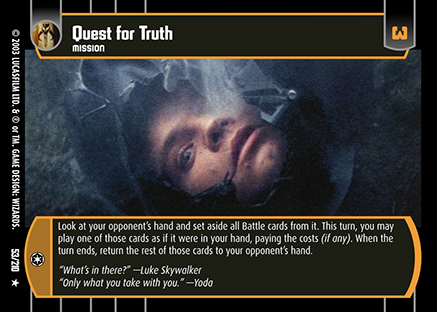 Quest for Truth
MISSION
3
© 2003 LUCASFILM LTD. & ® or TM. GAME DESIGN: WIZARDS.
53/210
Look at your opponent's hand and set aside all Battle cards from it. This turn, you may
play one of those cards as if it were in your hand, paying the costs (if any). When the
turn ends, return the rest of those cards to your opponent's hand.
"What's in there?" —Luke Skywalker
"Only what you take with you." —Yoda